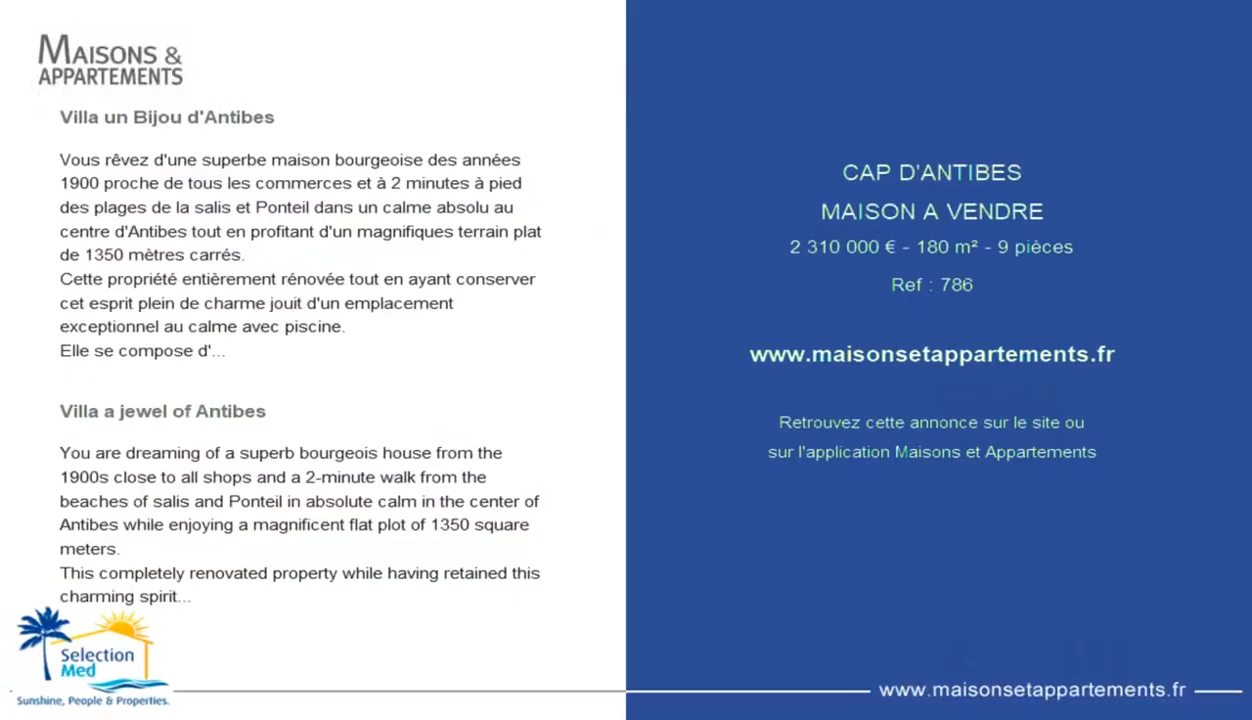 MAISONS &
APPARTEMENTS
Villa un Bijou d'Antibes
Vous rêvez d'une superbe maison bourgeoise des années
1900 proche de tous les commerces et à 2 minutes à pied
des plages de la salis et Ponteil dans un calme absolu au
centre d'Antibes tout en profitant d'un magnifiques terrain plat
de 1350 mètres carrés.
Cette propriété entièrement rénovée tout en ayant conserver
cet esprit plein de charme jouit d'un emplacement
exceptionnel au calme avec piscine.
Elle se compose d'...
Villa a jewel of Antibes
You are dreaming of a superb bourgeois house from the
1900s close to all shops and a 2-minute walk from the
beaches of salis and Ponteil in absolute calm in the center of
Antibes while enjoying a magnificent flat plot of 1350 square
meters.
This completely renovated property while having retained this
charming spirit...
Selection
Med
Sunshine, People & Properties.
CAP D'ANTIBES
MAISON A VENDRE
2 310 000 € - 180 m² - 9 pièces
Ref : 786
www.maisonsetappartements.fr
Retrouvez cette annonce sur le site ou
sur l'application Maisons et Appartements
www.maisonsetappartements.fr